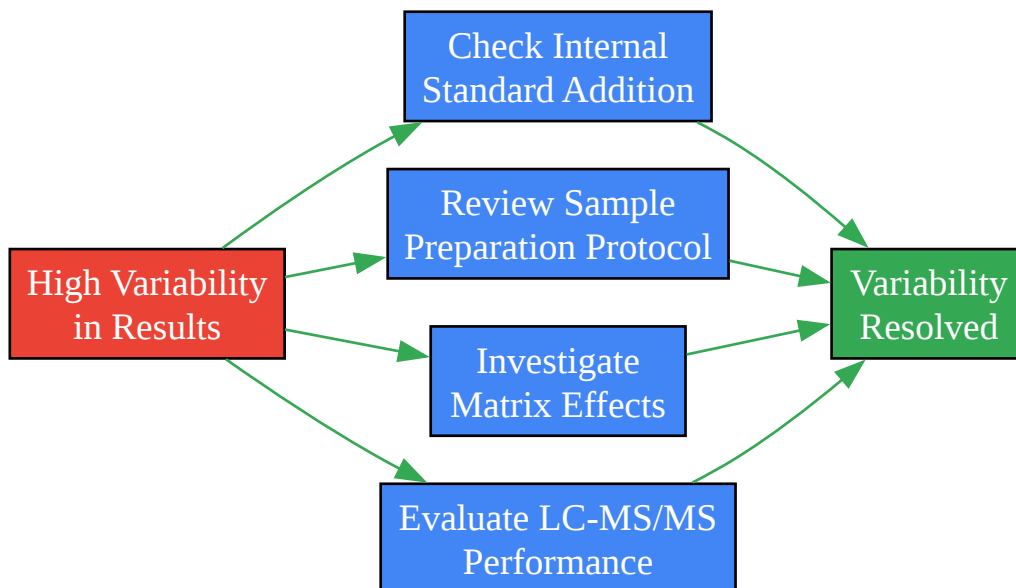 Check Internal
Standard Addition
Review Sample
Preparation Protocol
High Variability
in Results
Variability
Resolved
Investigate
Matrix Effects
Evaluate LC-MS/MS
Performance